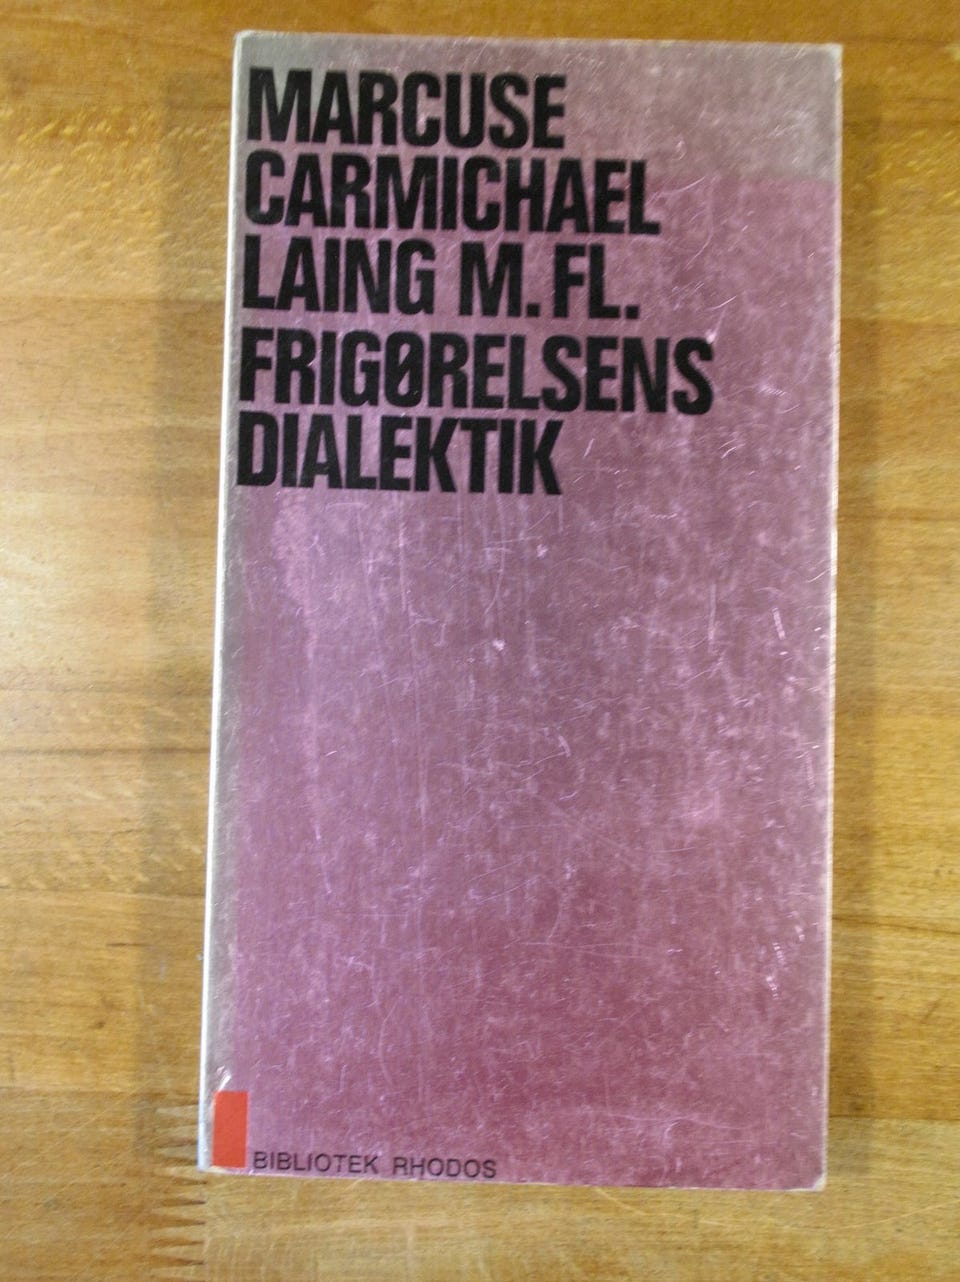 MARCUSE
CARMICHAEL
LAING M. FL.
FRIGØRELSENS
DIALEKTIK
BIBLIOTEK RHODOS